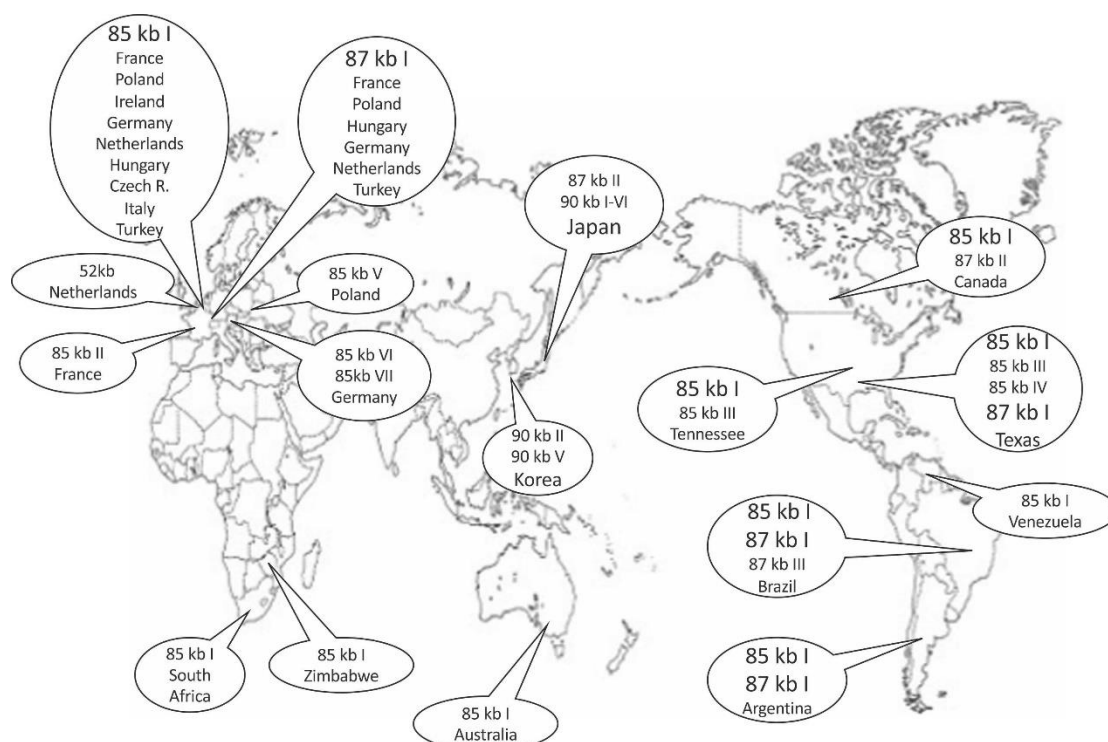 85 kb I
France
Poland
Ireland
Germany
Netherlands
Hungary
Czech R.
Italy
Turkey
87 kb I
France
Poland
Hungary
Germany
Netherlands
Turkey
52kb
Netherlands
85 kb V
Poland
85 kb II
France
85 kb VI
85kb VII
Germany
87 kb II
90 kb I-VI
Japan
90 kb II
90 kb V
Korea
85 kb I
87 kb II
Canada
85 kb I
85 kb III
Tennessee
85 kb I
85 kb III
85 kb IV
87 kb I
Texas
85 kb I
Venezuela
85 kb I
87 kb I
87 kb III
Brazil
85 kb I
87 kb I
Argentina
85 kb I
South
Africa
85 kb I
Zimbabwe
85 kb I
Australia